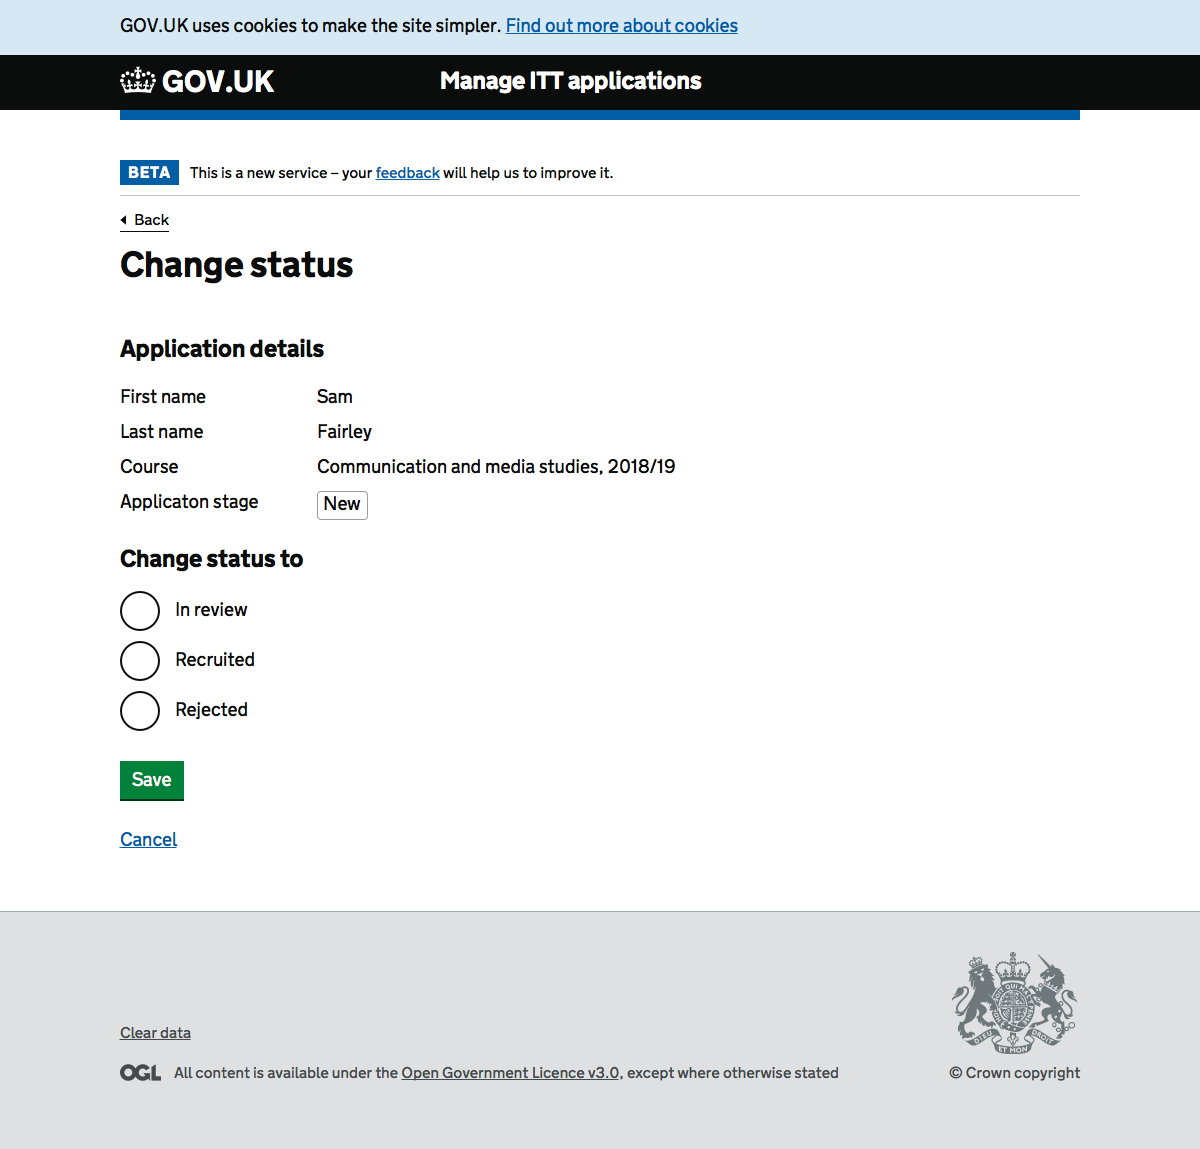 GOV.UK uses cookies to make the site simpler. Find out more about cookies
GOV.UK
Manage ITT applications
BETA This is a new service – your feedback will help us to improve it.
Back
Change status
Application details
First name Sam
Last name Fairley
Course Communication and media studies, 2018/19
Applicaton stage New
Change status to
In review
Recruited
Rejected
Save
Cancel
Clear data
OGL All content is available under the Open Government Licence v3.0, except where otherwise stated
© Crown copyright